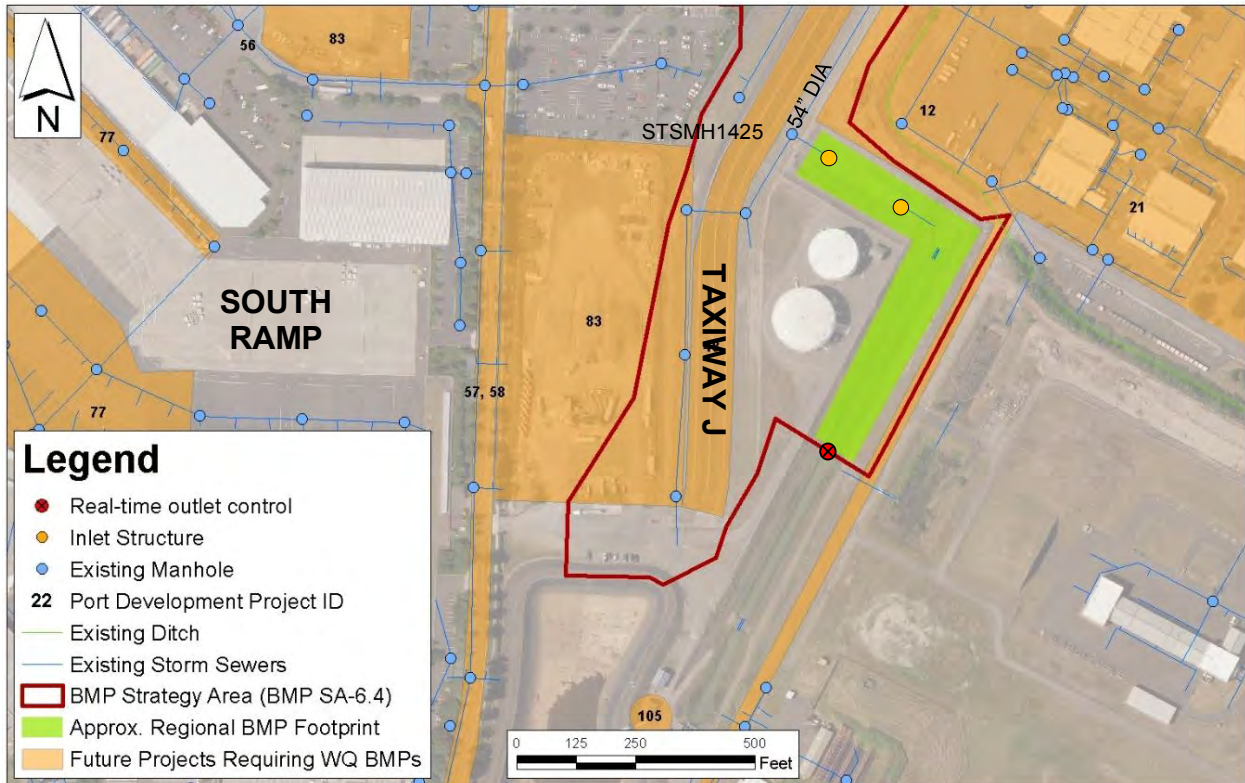 N
56
83
77
STSMH1425
54" DIA
12
21
SOUTH
RAMP
83
TAXIWAY J
57, 58
77
105
Legend
Real-time outlet control
Inlet Structure
Existing Manhole
22 Port Development Project ID
Existing Ditch
Existing Storm Sewers
BMP Strategy Area (BMP SA-6.4)
Approx. Regional BMP Footprint
Future Projects Requiring WQ BMPs
0 125 250 500
Feet